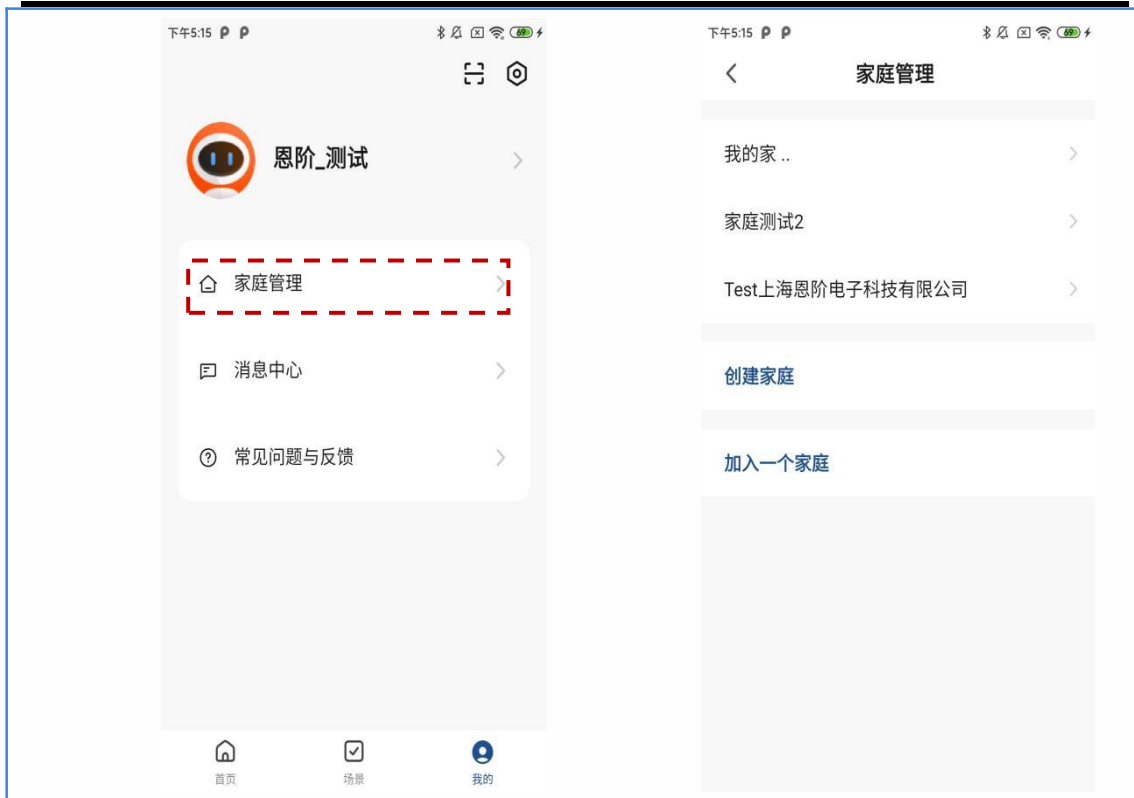 下午5:15
69
恩阶_测试
家庭管理
消息中心
常见问题与反馈
首页
场景
我的
下午5:15
69
家庭管理
我的家 ..
家庭测试2
Test上海恩阶电子科技有限公司
创建家庭
加入一个家庭